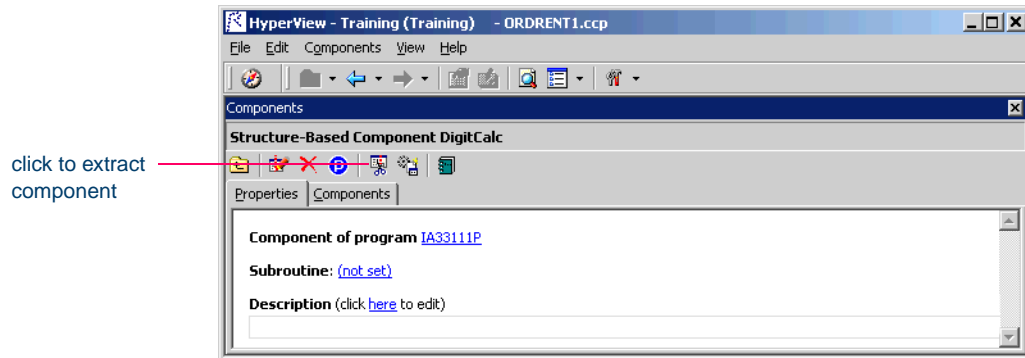 HyperView - Training (Training) - ORDRENT1.ccp
File Edit Components View Help
Components
Structure-Based Component DigitCalc
click to extract
component
P
Properties Components
Component of program IA33111P
Subroutine: (not set)
Description (click here to edit)